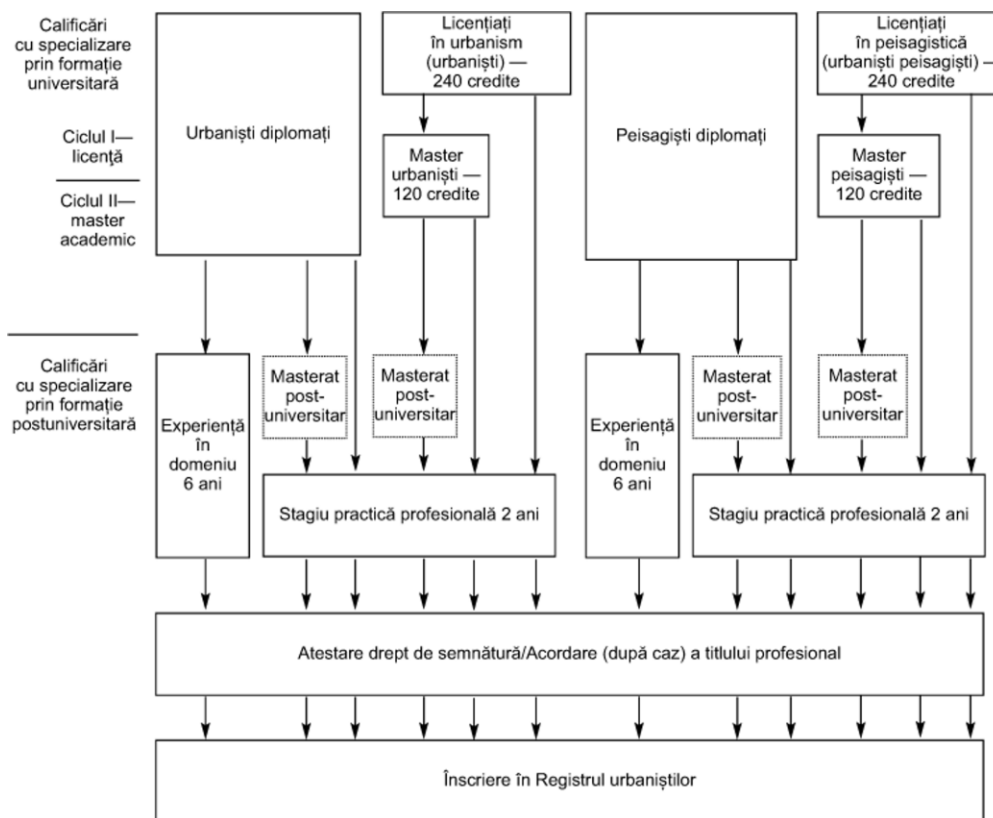 Calificări
cu specializare
prin formație
universitară
Ciclul I—
licență
Ciclul II—
master
academic
Calificări
cu specializare
prin formație
postuniversitară
Urbaniști diplomați
Licențiați
în urbanism
(urbaniști) —
240 credite
Master
urbaniști —
120 credite
Peisagiști diplomați
Licențiați
în peisagistică
(urbaniști peisagiști) —
240 credite
Master
peisagiști —
120 credite
Experiență
în
domeniu
6 ani
Masterat
post-
universitar
Masterat
post-
universitar
Stagiu practică profesională 2 ani
Experiență
în
domeniu
6 ani
Masterat
post-
universitar
Masterat
post-
universitar
Stagiu practică profesională 2 ani
Atestare drept de semnătură/Acordare (după caz) a titlului profesional
Înscriere în Registrul urbaniștilor